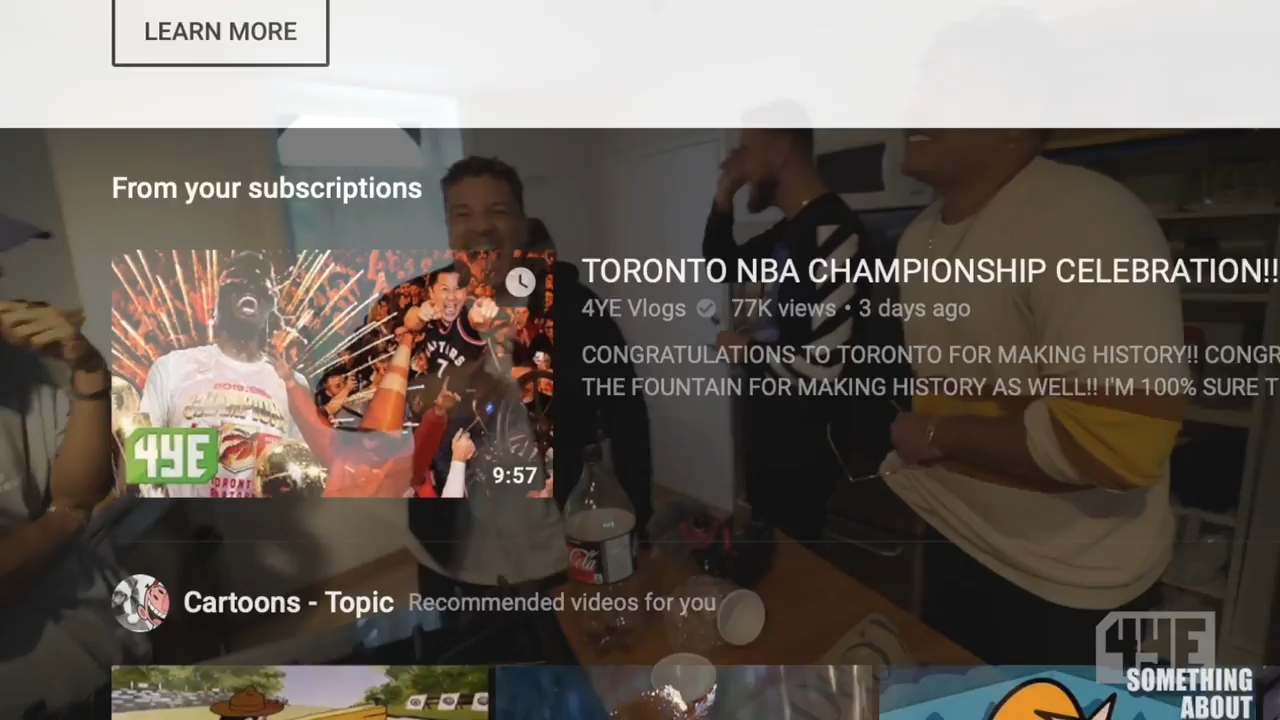 LEARN MORE
From your subscriptions
TORONTO NBA CHAMPIONSHIP CELEBRATION!!
4YE Vlogs 77K views • 3 days ago
CONGRATULATIONS TO TORONTO FOR MAKING HISTORY!! CONGR
THE FOUNTAIN FOR MAKING HISTORY AS WELL!! I'M 100% SURE T
4YE
7
9:57
Cola
Cartoons - Topic Recommended videos for you
4YE
SOMETHING
ABOUT